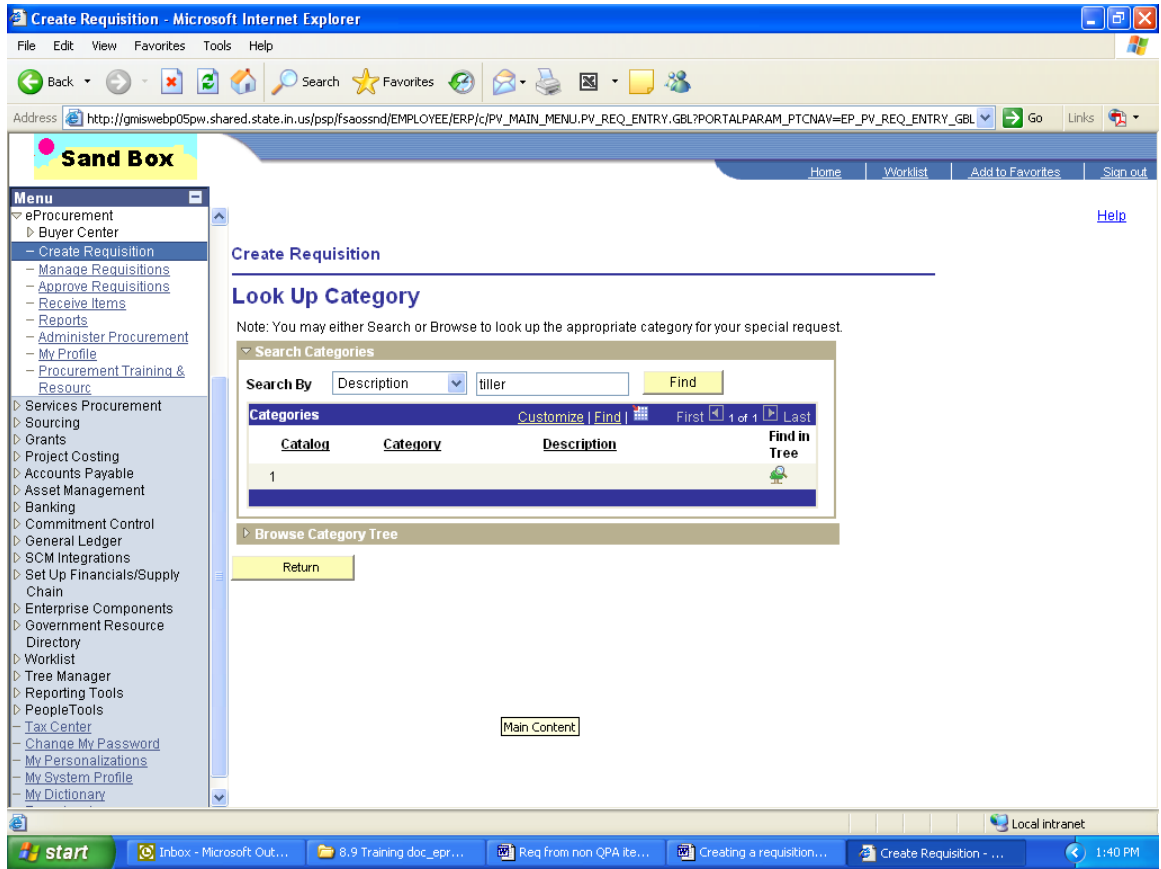 Create Requisition - Microsoft Internet Explorer
File Edit View Favorites Tools Help
Back Search Favorites
Address http://gmiswebp05pw.shared.state.in.us/psp/fsaossnd/EMPLOYEE/ERP/c/PV_MAIN_MENU.PV_REQ_ENTRY.GBL?PORTALPARAM_PTCNAV=EP_PV_REQ_ENTRY_GBL Go Links
Sand Box
Home Worklist Add to Favorites Sign out
Menu
eProcurement
Buyer Center
Create Requisition
Manage Requisitions
Approve Requisitions
Receive Items
Reports
Administer Procurement
My Profile
Procurement Training &
Resourc
Services Procurement
Sourcing
Grants
Project Costing
Accounts Payable
Asset Management
Banking
Commitment Control
General Ledger
SCM Integrations
Set Up Financials/Supply
Chain
Enterprise Components
Government Resource
Directory
Worklist
Tree Manager
Reporting Tools
PeopleTools
Tax Center
Change My Password
My Personalizations
My System Profile
My Dictionary
Help
Create Requisition
Look Up Category
Note: You may either Search or Browse to look up the appropriate category for your special request.
Search Categories
Search By Description tiller Find
Categories Customize | Find | First 1 of 1 Last
Catalog Category Description Find in
Tree
1
Browse Category Tree
Return
Main Content
Local intranet
start Inbox - Microsoft Out... 8.9 Training doc_epr... Req from non QPA ite... Creating a requisition... Create Requisition - ... 1:40 PM